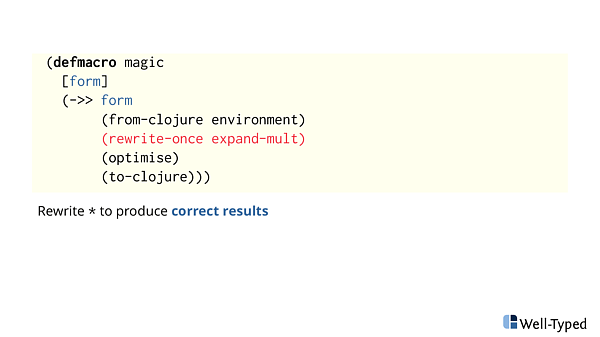 (defmacro magic
[form]
(->> form
(from-clojure environment)
(rewrite-once expand-mult)
(optimise)
(to-clojure)))
Rewrite * to produce correct results
Well-Typed